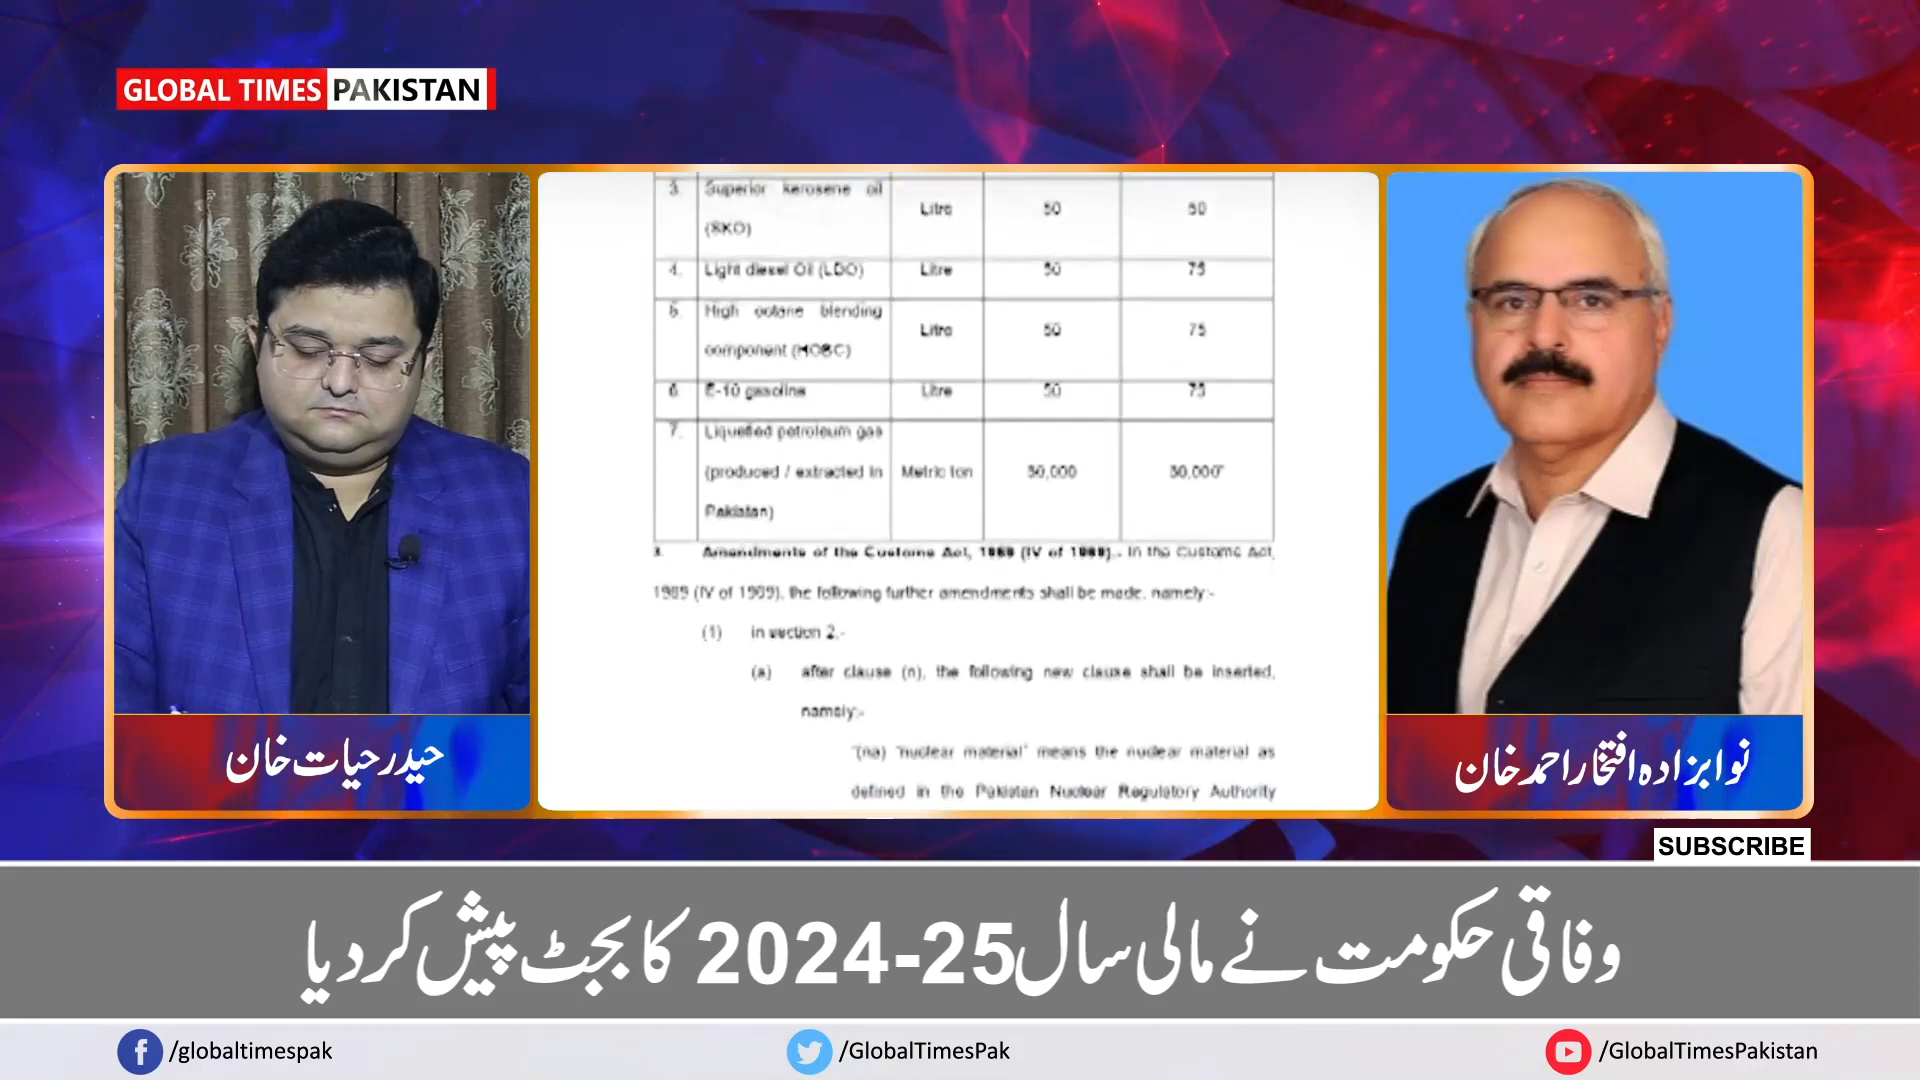 GLOBAL TIMES PAKISTAN
3. Superior kerosene oil (SKO) Litre 50 50
4. Light diesel Oil (LDO) Litre 50 75
5. High octane blending component (HOBC) Litre 50 75
6. E-10 gasoline Litre 50 75
7. Liquefied petroleum gas (produced / extracted in Pakistan) Metric ton 30,000 30,000"
3. Amendments of the Customs Act, 1969 (IV of 1969).- In the Customs Act,
1969 (IV of 1969), the following further amendments shall be made, namely:-
(1) in section 2,-
(a) after clause (n), the following new clause shall be inserted,
namely:-
"(na) "nuclear material" means the nuclear material as
defined in the Pakistan Nuclear Regulatory Authority
حیدر حیات خان
نوابزادہ افتخار احمد خان
SUBSCRIBE
وفاقی حکومت نے مالی سال 25-2024 کا بجٹ پیش کر دیا
/globaltimespak
/GlobalTimesPak
/GlobalTimesPakistan